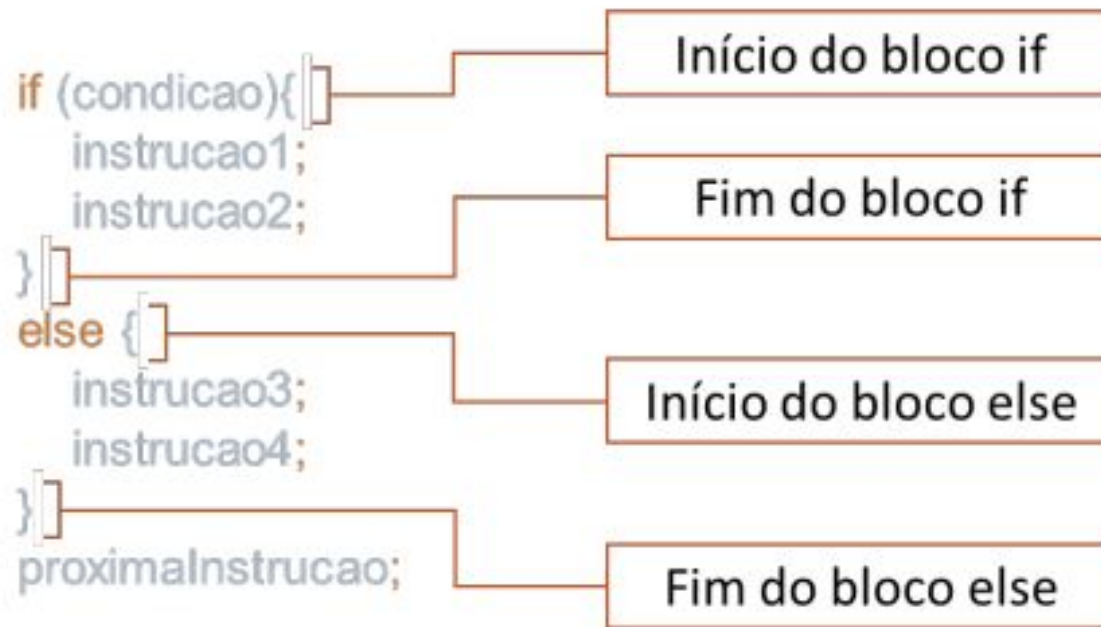 if (condicao){
instrucao1;
instrucao2;
}
else {
instrucao3;
instrucao4;
}
proximaInstrucao;
Início do bloco if
Fim do bloco if
Início do bloco else
Fim do bloco else